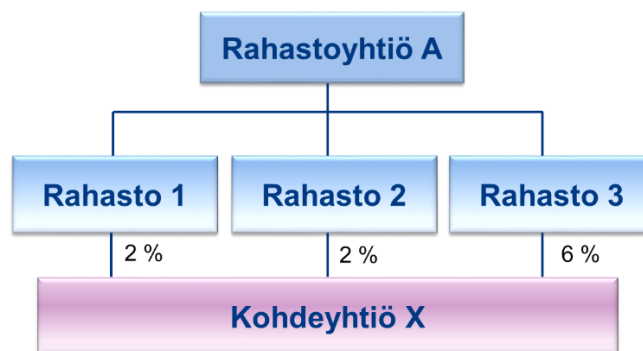 Rahastoyhtiö A
Rahasto 1
Rahasto 2
Rahasto 3
2 %
2 %
6 %
Kohdeyhtiö X